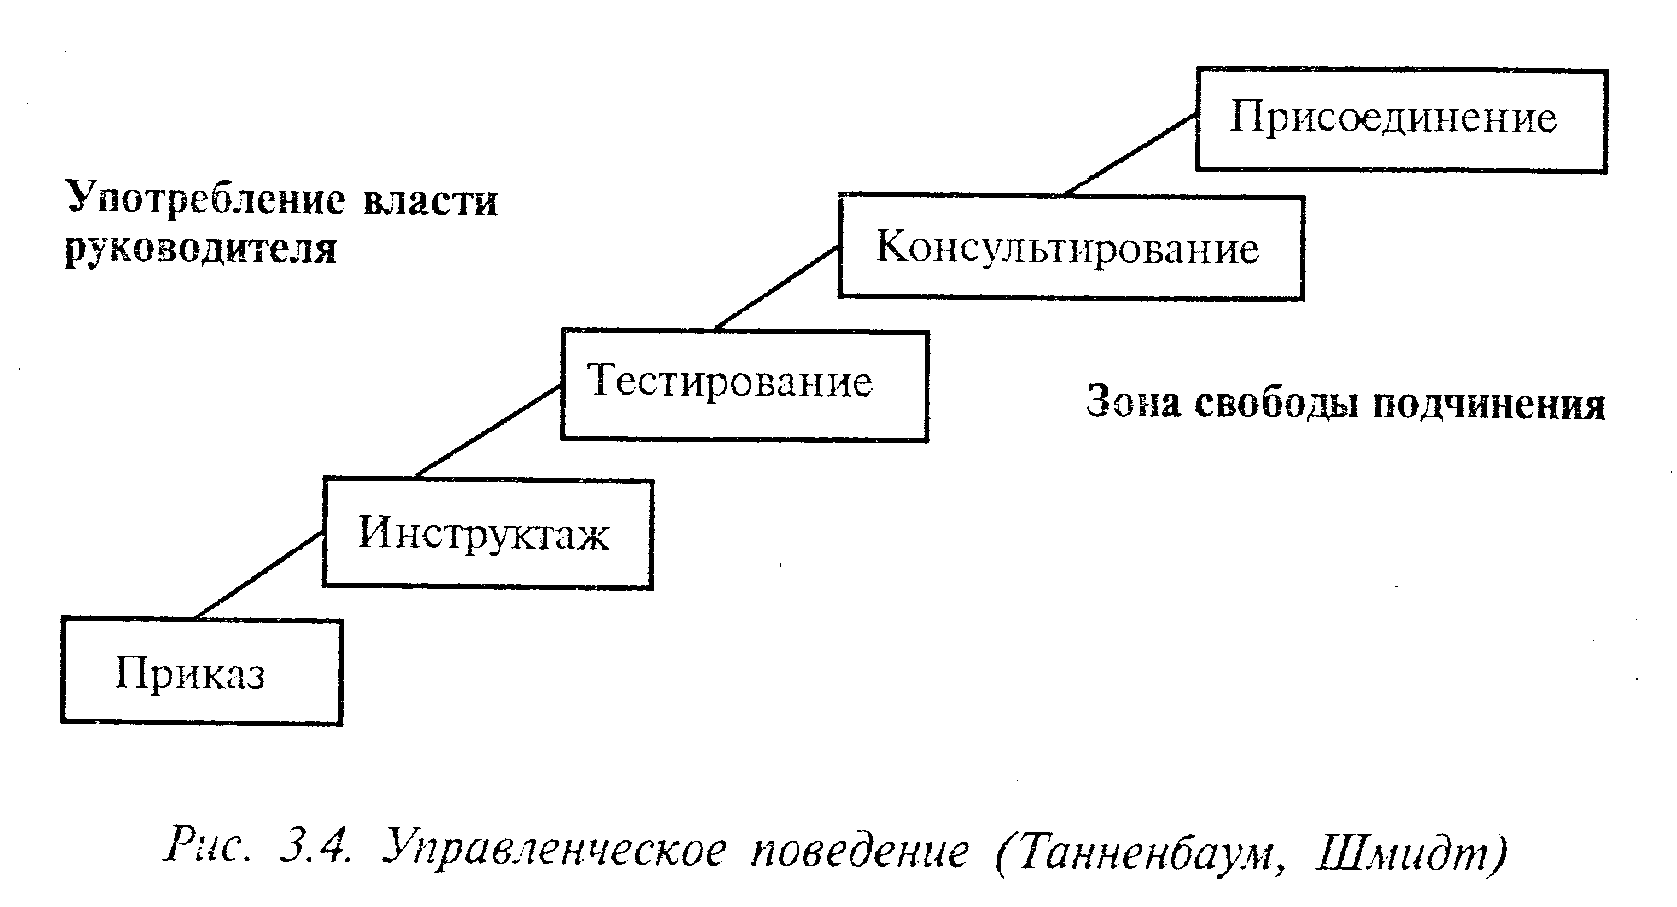 Присоединение
Употребление власти
руководителя
Консультирование
Тестирование
Зона свободы подчинения
Инструктаж
Приказ
Рис. 3.4. Управленческое поведение (Танненбаум, Шмидт)